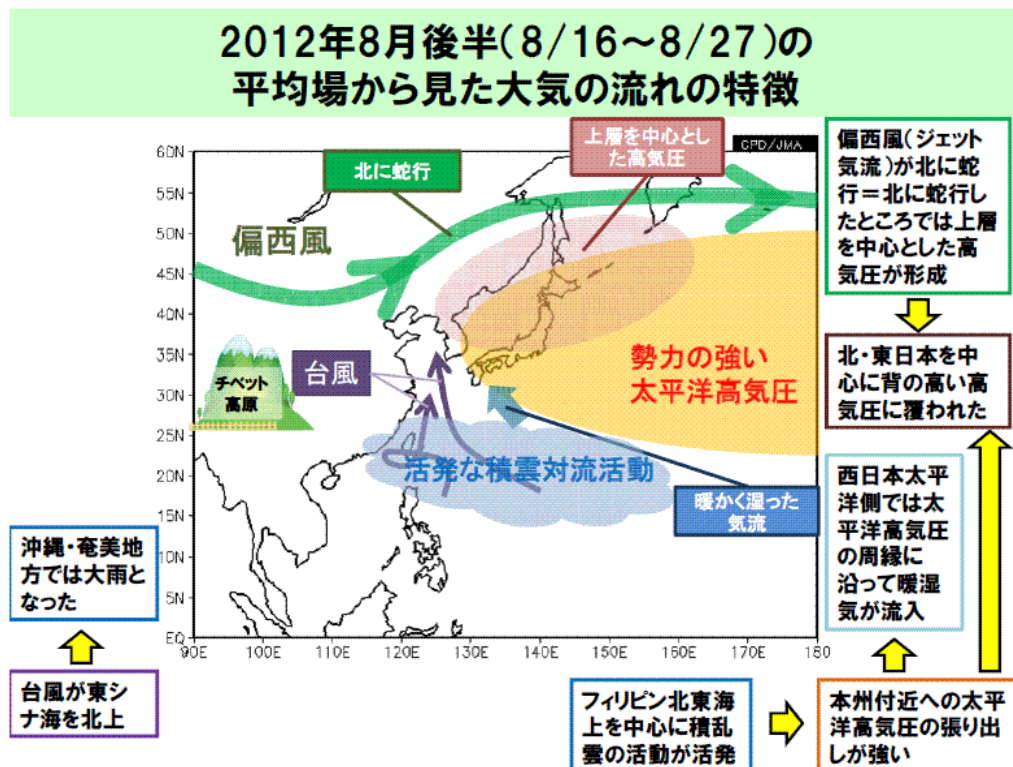 2012年8月後半(8/16～8/27)の
平均場から見た大気の流れの特徴
60N
55N
50N
45N
40N
35N
30N
25N
20N
15N
10N
5N
EQ
90E
100E
110E
120E
130E
140E
150E
160E
170E
180
CPD/JMA
北に蛇行
上層を中心とし
た高気圧
偏西風
チベット
高原
台風
勢力の強い
太平洋高気圧
活発な積雲対流活動
暖かく湿った
気流
偏西風(ジェット
気流)が北に蛇
行=北に蛇行し
たところでは上層
を中心とした高
気圧が形成
北・東日本を中
心に背の高い高
気圧に覆われた
西日本太平
洋側では太
平洋高気圧
の周縁に
沿って暖湿
気が流入
沖縄・奄美地
方では大雨と
なった
台風が東シ
ナ海を北上
フィリピン北東海
上を中心に積乱
雲の活動が活発
本州付近への太平
洋高気圧の張り出
しが強い